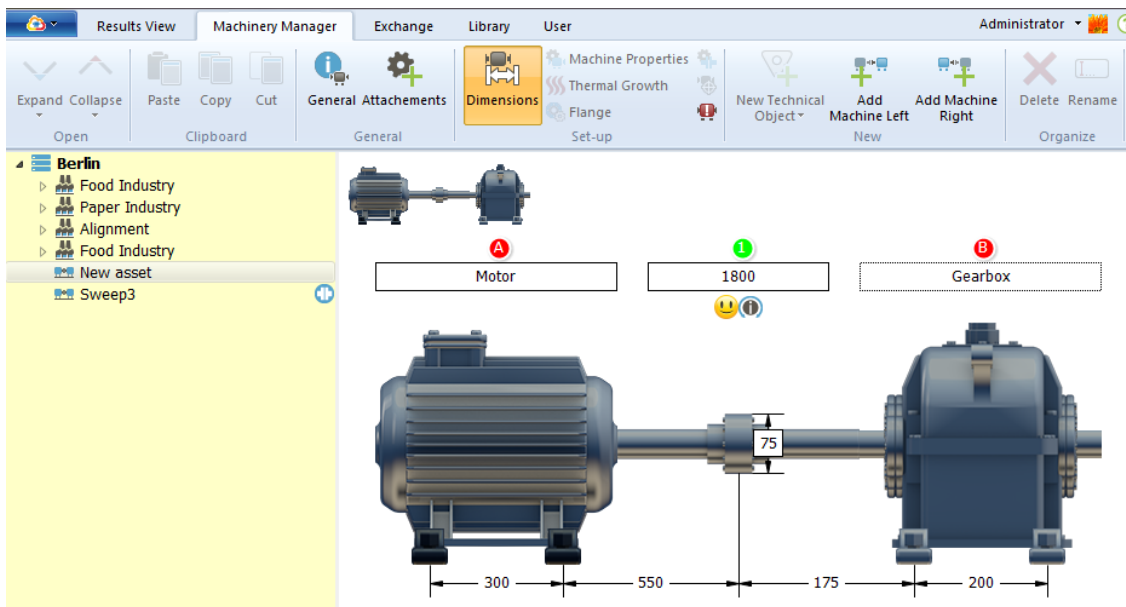 Results View Machinery Manager Exchange Library User Administrator
Expand Collapse Paste Copy Cut General Attachements Dimensions
Machine Properties
Thermal Growth
Flange
New Technical Object
Add Machine Left
Add Machine Right
Delete Rename
Open Clipboard General Set-up New Organize
Berlin
Food Industry
Paper Industry
Alignment
Food Industry
New asset
Sweep3
A 1 B
Motor 1800 Gearbox
75
300 550 175 200